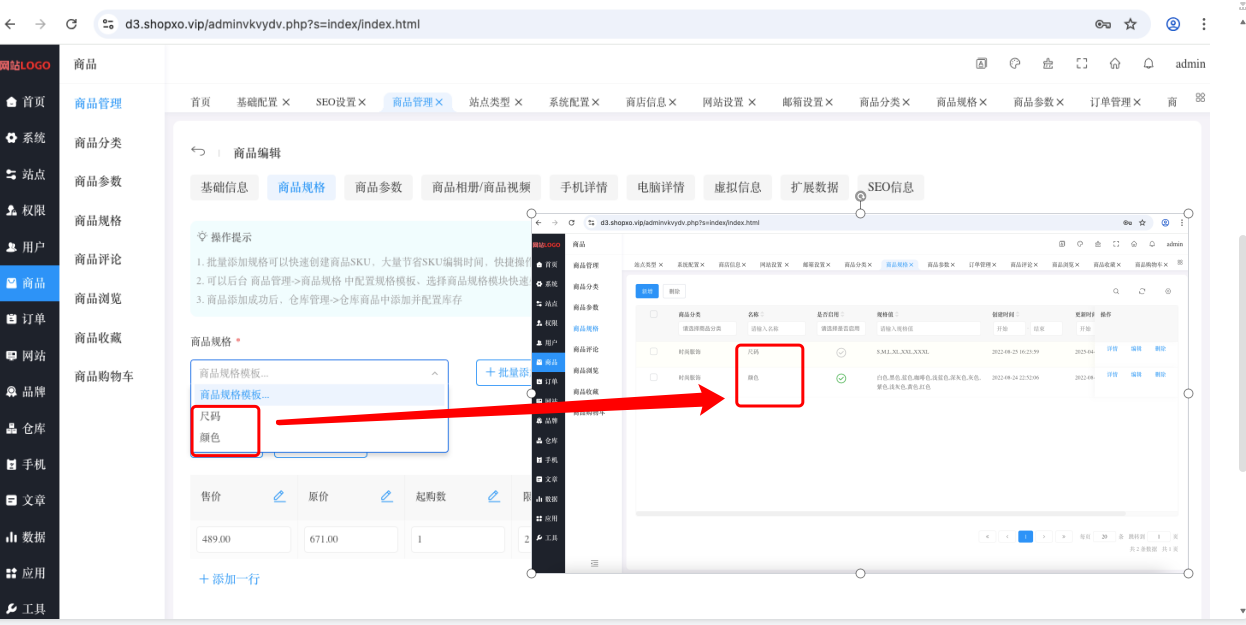 d3.shopxo.vip/adminvkvydv.php?s=index/index.html
网站LOGO
商品
admin
首页
商品管理
首页 基础配置 × SEO设置 × 商品管理 × 站点类型 × 系统配置 × 商店信息 × 网站设置 × 邮箱设置 × 商品分类 × 商品规格 × 商品参数 × 订单管理 × 商
系统
商品分类
商品编辑
站点
商品参数
基础信息 商品规格 商品参数 商品相册/商品视频 手机详情 电脑详情 虚拟信息 扩展数据 SEO信息
权限
商品规格
用户
商品评论
操作提示
1. 批量添加规格可以快速创建商品SKU、大量节省SKU编辑时间、快捷操作
商品
2. 可以后台 商品管理->商品规格 中配置规格模板、选择商品规格模块快速
商品浏览
3. 商品添加成功后、仓库管理->仓库商品中添加并配置库存
订单
商品收藏
商品规格 *
网站
商品购物车
商品规格模板...
+ 批量添
品牌
商品规格模板...
尺码
仓库
颜色
手机
文章
售价 原价 起购数 限
数据
489.00 671.00 1 2
应用
+ 添加一行
工具
d3.shopxo.vip/adminvkvydv.php?s=index/index.html
网站LOGO
商品
admin
首页
商品管理
站点类型 × 系统配置 × 商店信息 × 网站设置 × 邮箱设置 × 商品分类 × 商品规格 × 商品参数 × 订单管理 × 商品评论 × 商品浏览 × 商品收藏 × 商品购物车 ×
系统
商品分类
新增 删除
站点
商品参数
商品分类 名称 是否启用 规格值 创建时间 更新时间 操作
权限
商品规格
请选择商品分类 请输入名称 请选择是否启用 请输入规格值 开始 结束 开始
用户
商品评论
时尚服饰 尺码 S,M,L,XL,XXL,XXXL 2022-08-25 16:23:59 2025-04- 详情 编辑 删除
商品
商品浏览
时尚服饰 颜色 白色,黑色,蓝色,咖啡色,浅蓝色,深灰色,灰色,紫色,浅灰色,黄色,红色 2022-08-24 22:52:06 2022-08- 详情 编辑 删除
订单
商品收藏
网站
商品购物车
品牌
仓库
手机
文章
数据
应用
工具
« ‹ 1 › » 每页 20 条 跳转到 1 页
共 2 条数据 共 1 页